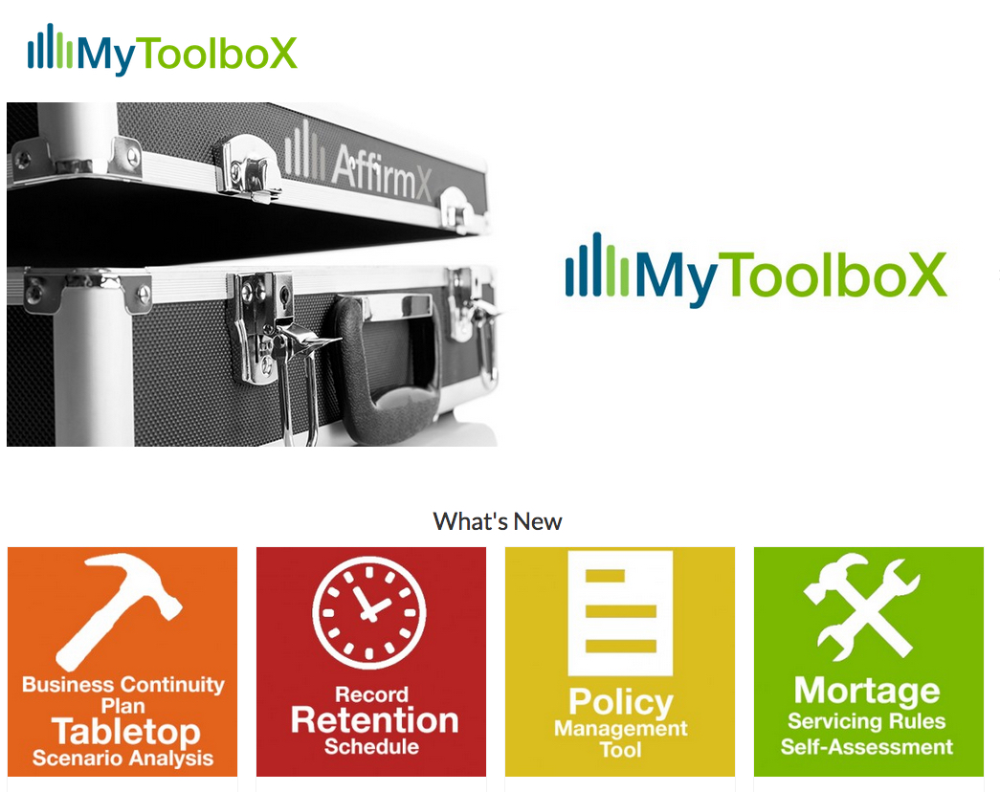 MyToolboX
AffirmX
MyToolboX
What's New
Business Continuity
Plan
Tabletop
Scenario Analysis
Record
Retention
Schedule
Policy
Management
Tool
Mortage
Servicing Rules
Self-Assessment